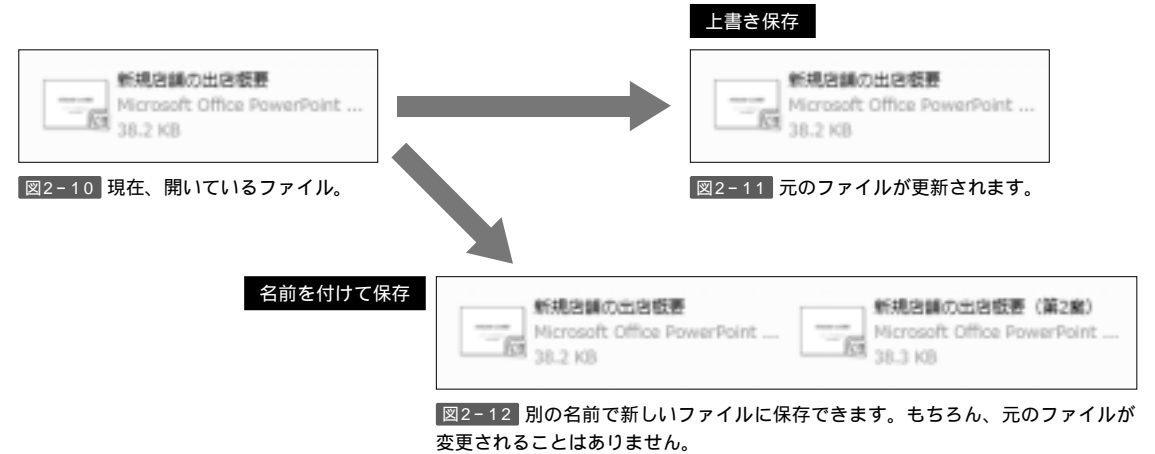 上書き保存
新規店舗の出店概要
Microsoft Office PowerPoint ...
38.2 KB
新規店舗の出店概要
Microsoft Office PowerPoint ...
38.2 KB
図2-10 現在、開いているファイル。
図2-11 元のファイルが更新されます。
名前を付けて保存
新規店舗の出店概要
Microsoft Office PowerPoint ...
38.2 KB
新規店舗の出店概要（第2案）
Microsoft Office PowerPoint ...
38.3 KB
図2-12 別の名前で新しいファイルに保存できます。もちろん、元のファイルが
変更されることはありません。